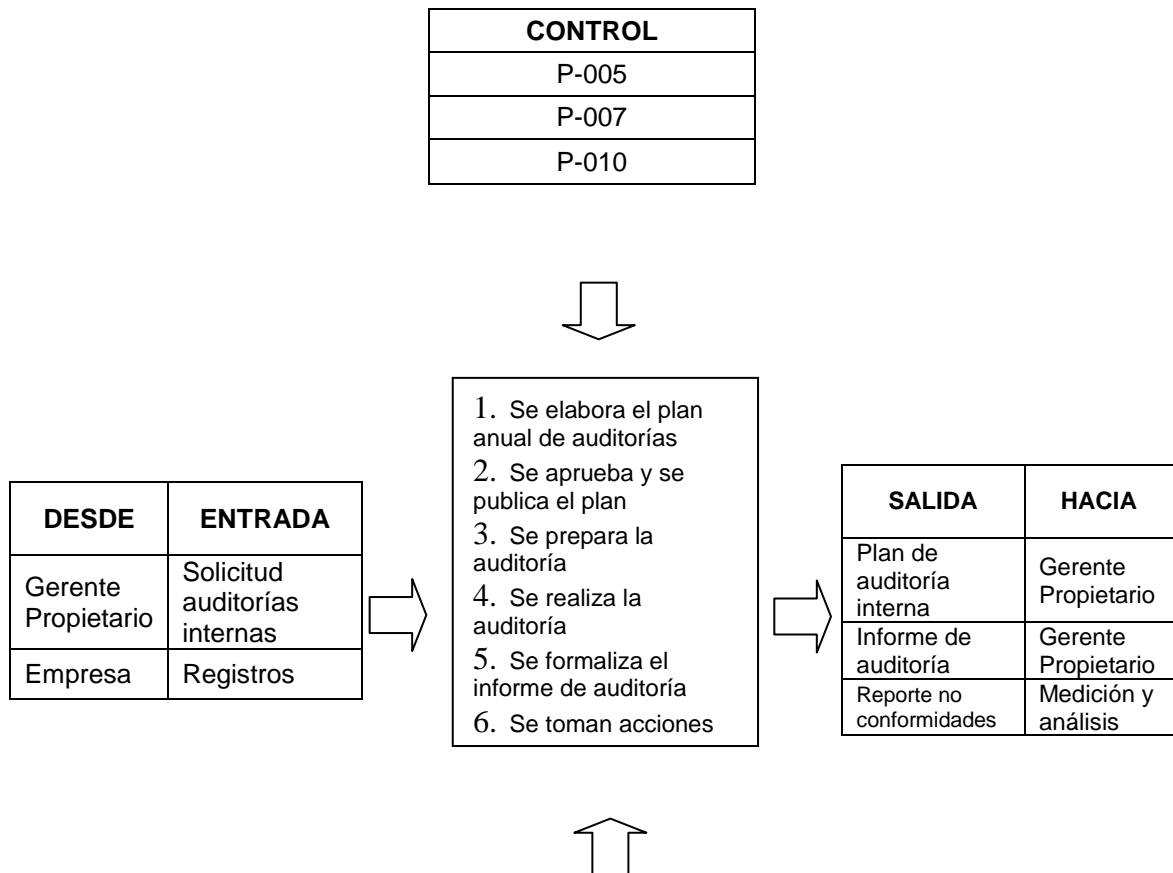 CONTROL
P-005
P-007
P-010
DESDE
ENTRADA
Gerente
Propietario
Solicitud
auditorías
internas
Empresa
Registros
1. Se elabora el plan
anual de auditorías
2. Se aprueba y se
publica el plan
3. Se prepara la
auditoría
4. Se realiza la
auditoría
5. Se formaliza el
informe de auditoría
6. Se toman acciones
SALIDA
HACIA
Plan de
auditoría
interna
Gerente
Propietario
Informe de
auditoría
Gerente
Propietario
Reporte no
conformidades
Medición y
análisis